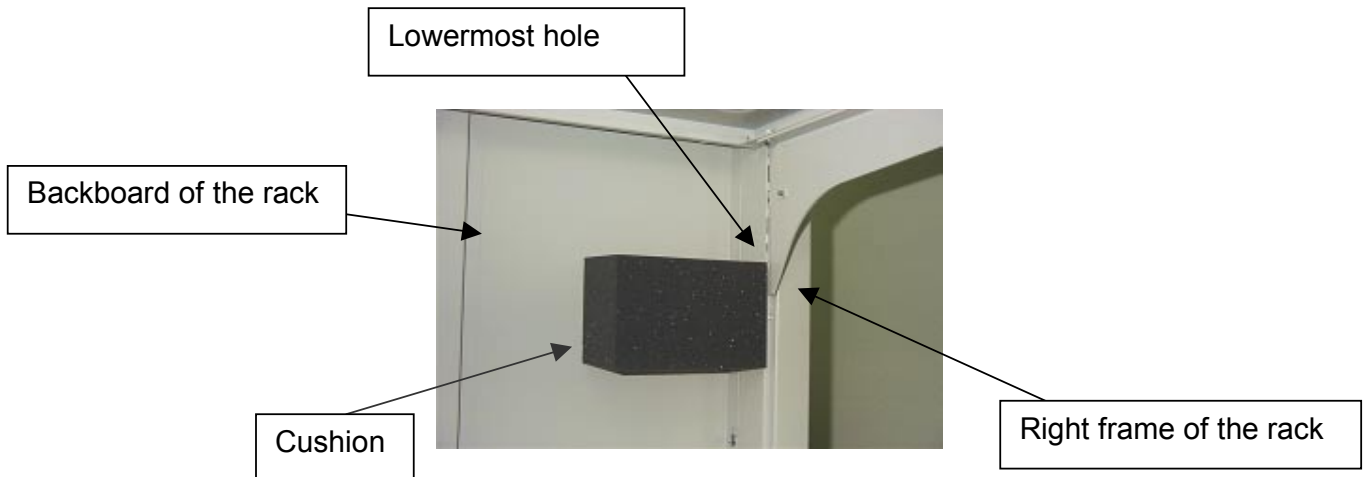 Lowermost hole
Backboard of the rack
Cushion
Right frame of the rack